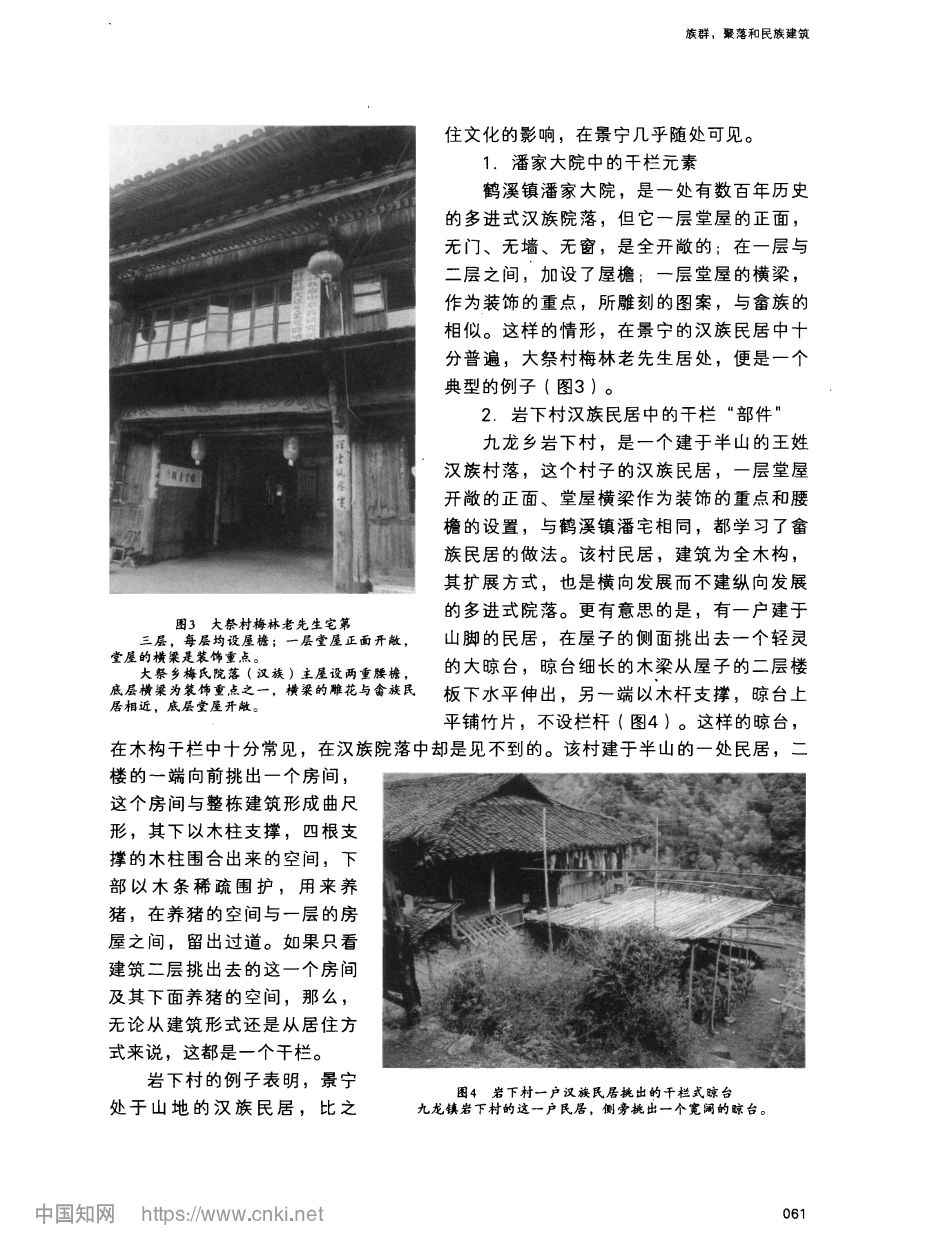 族群，聚落和民族建筑
住文化的影响，在景宁几乎随处可见。
1．潘家大院中的干栏元素
鹤溪镇潘家大院，是一处有数百年历史
的多进式汉族院落，但它一层堂屋的正面，
无门、无墙、无窗，是全开敞的；在一层与
二层之间，加设了屋檐；一层堂屋的横梁，
作为装饰的重点，所雕刻的图案，与畲族的
相似。这样的情形，在景宁的汉族民居中十
分普遍，大祭村梅林老先生居处，便是一个
典型的例子（图3）。
2．岩下村汉族民居中的干栏“部件”
九龙乡岩下村，是一个建于半山的王姓
汉族村落，这个村子的汉族民居，一层堂屋
开敞的正面、堂屋横梁作为装饰的重点和腰
檐的设置，与鹤溪镇潘宅相同，都学习了畲
族民居的做法。该村民居，建筑为全木构，
其扩展方式，也是横向发展而不建纵向发展
的多进式院落。更有意思的是，有一户建于
山脚的民居，在屋子的侧面挑出去一个轻灵
的大晾台，晾台细长的木梁从屋子的二层楼
板下水平伸出，另一端以木杆支撑，晾台上
平铺竹片，不设栏杆（图4）。这样的晾台，
图3　大祭村梅林老先生宅第
三层，每层均设屋檐；一层堂屋正面开敞，
堂屋的横梁是装饰重点。
大祭乡梅氏院落（汉族）主屋设两重腰檐，
底层横梁为装饰重点之一，横梁的雕花与畲族民
居相近，底层堂屋开敞。
在木构干栏中十分常见，在汉族院落中却是见不到的。该村建于半山的一处民居，二
楼的一端向前挑出一个房间，
这个房间与整栋建筑形成曲尺
形，其下以木柱支撑，四根支
撑的木柱围合出来的空间，下
部以木条稀疏围护，用来养
猪，在养猪的空间与一层的房
屋之间，留出过道。如果只看
建筑二层挑出去的这一个房间
及其下面养猪的空间，那么，
无论从建筑形式还是从居住方
式来说，这都是一个干栏。
岩下村的例子表明，景宁
处于山地的汉族民居，比之
图4　岩下村一户汉族民居挑出的干栏式晾台
九龙镇岩下村的这一户民居，侧旁挑出一个宽阔的晾台。
中国知网　https://www.cnki.net
061